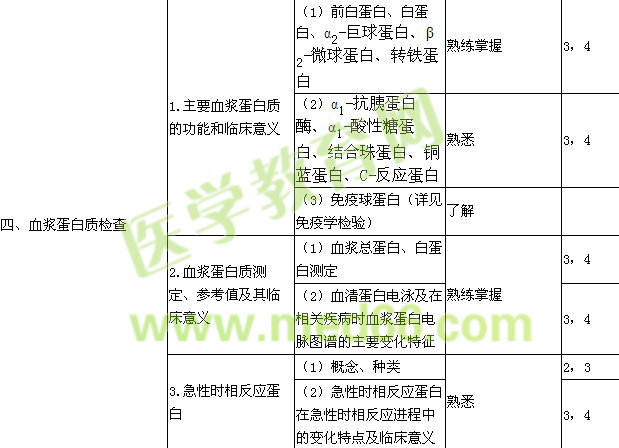 四、血浆蛋白质检查
1.主要血浆蛋白质
的功能和临床意义
(1)前白蛋白、白蛋
白、α2-巨球蛋白、β
2-微球蛋白、转铁蛋
白
熟练掌握
3，4
(2)α1-抗胰蛋白
酶、α1-酸性糖蛋
白、结合珠蛋白、铜
蓝蛋白、C-反应蛋白
熟悉
3，4
(3)免疫球蛋白(详见
免疫学检验)
了解
2.血浆蛋白质测
定、参考值及其临
床意义
(1)血浆总蛋白、白蛋
白测定
熟练掌握
3，4
(2)血清蛋白电泳及在
相关疾病时血浆蛋白电
脉图谱的主要变化特征
3，4
3.急性时相反应蛋
白
(1)概念、种类
熟悉
2，3
(2)急性时相反应蛋白
在急性时相反应进程中
的变化特点及临床意义
3，4
医学教育网
www.med66.com